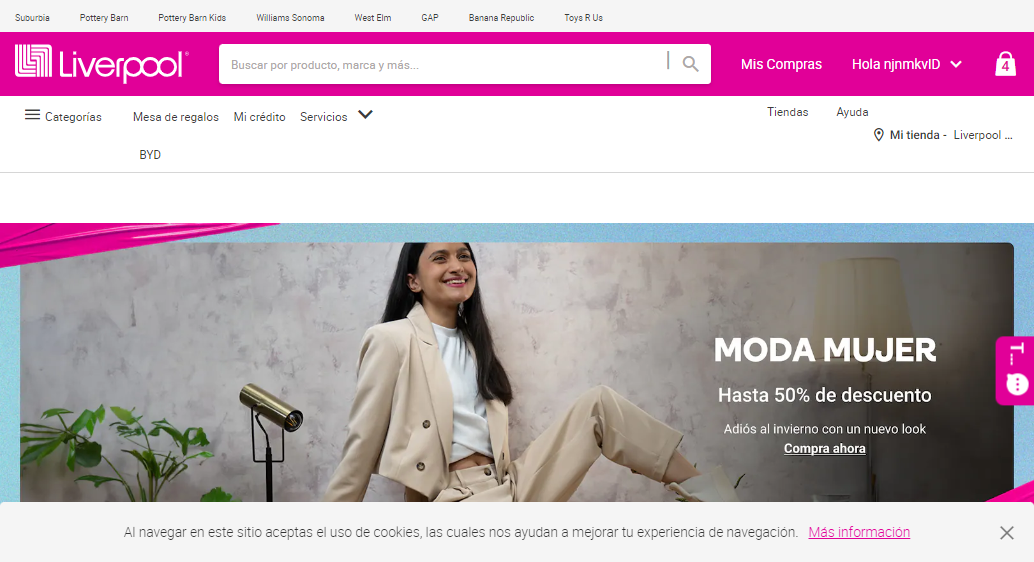 Suburbia Pottery Barn Pottery Barn Kids Williams Sonoma West Elm GAP Banana Republic Toys R Us
Liverpool®
Buscar por producto, marca y más...
Mis Compras Hola njnmkvlD 4
Categorías Mesa de regalos Mi crédito Servicios Tiendas Ayuda
Mi tienda - Liverpool ...
BYD
MODA MUJER
Hasta 50% de descuento
Adiós al invierno con un nuevo look
Compra ahora
T...
Al navegar en este sitio aceptas el uso de cookies, las cuales nos ayudan a mejorar tu experiencia de navegación. Más información